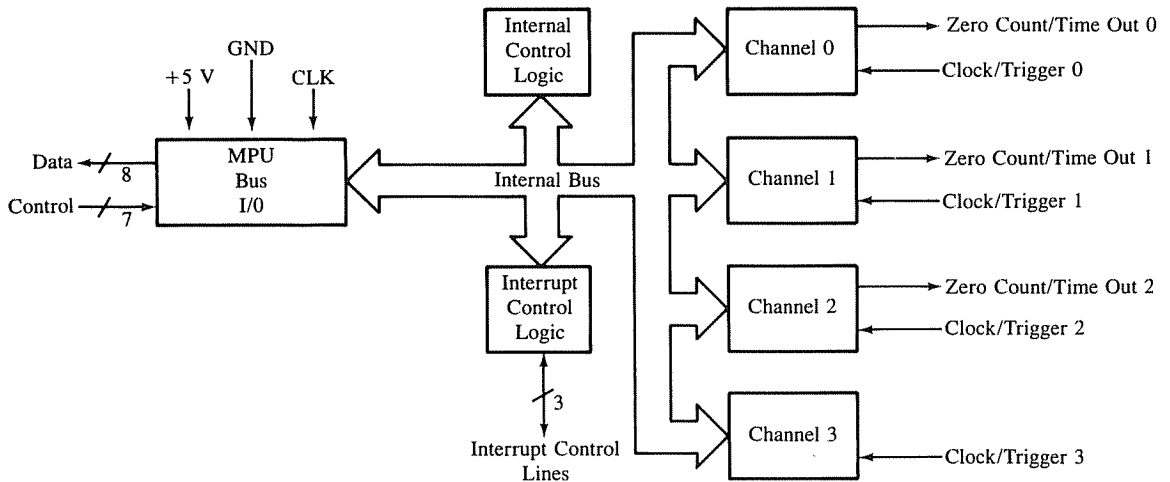 Internal
Control
Logic
Channel 0
Zero Count/Time Out 0
Clock/Trigger 0
GND
+5 V
CLK
MPU
Bus
I/0
Data
8
Control
7
Internal Bus
Channel 1
Zero Count/Time Out 1
Clock/Trigger 1
Interrupt
Control
Logic
3
Interrupt Control
Lines
Channel 2
Zero Count/Time Out 2
Clock/Trigger 2
Channel 3
Clock/Trigger 3